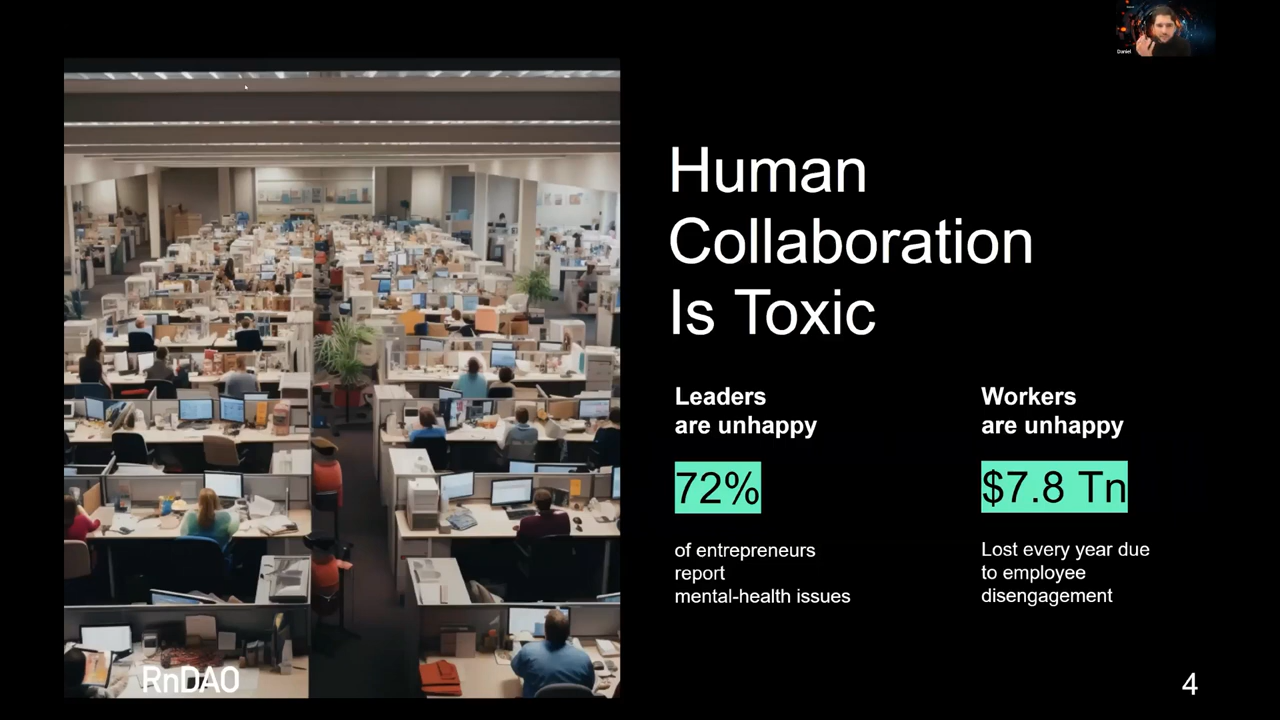 Daniel
Human
Collaboration
Is Toxic
Leaders
are unhappy
Workers
are unhappy
72%
$7.8 Tn
of entrepreneurs
report
mental-health issues
Lost every year due
to employee
disengagement
RnDAO
4